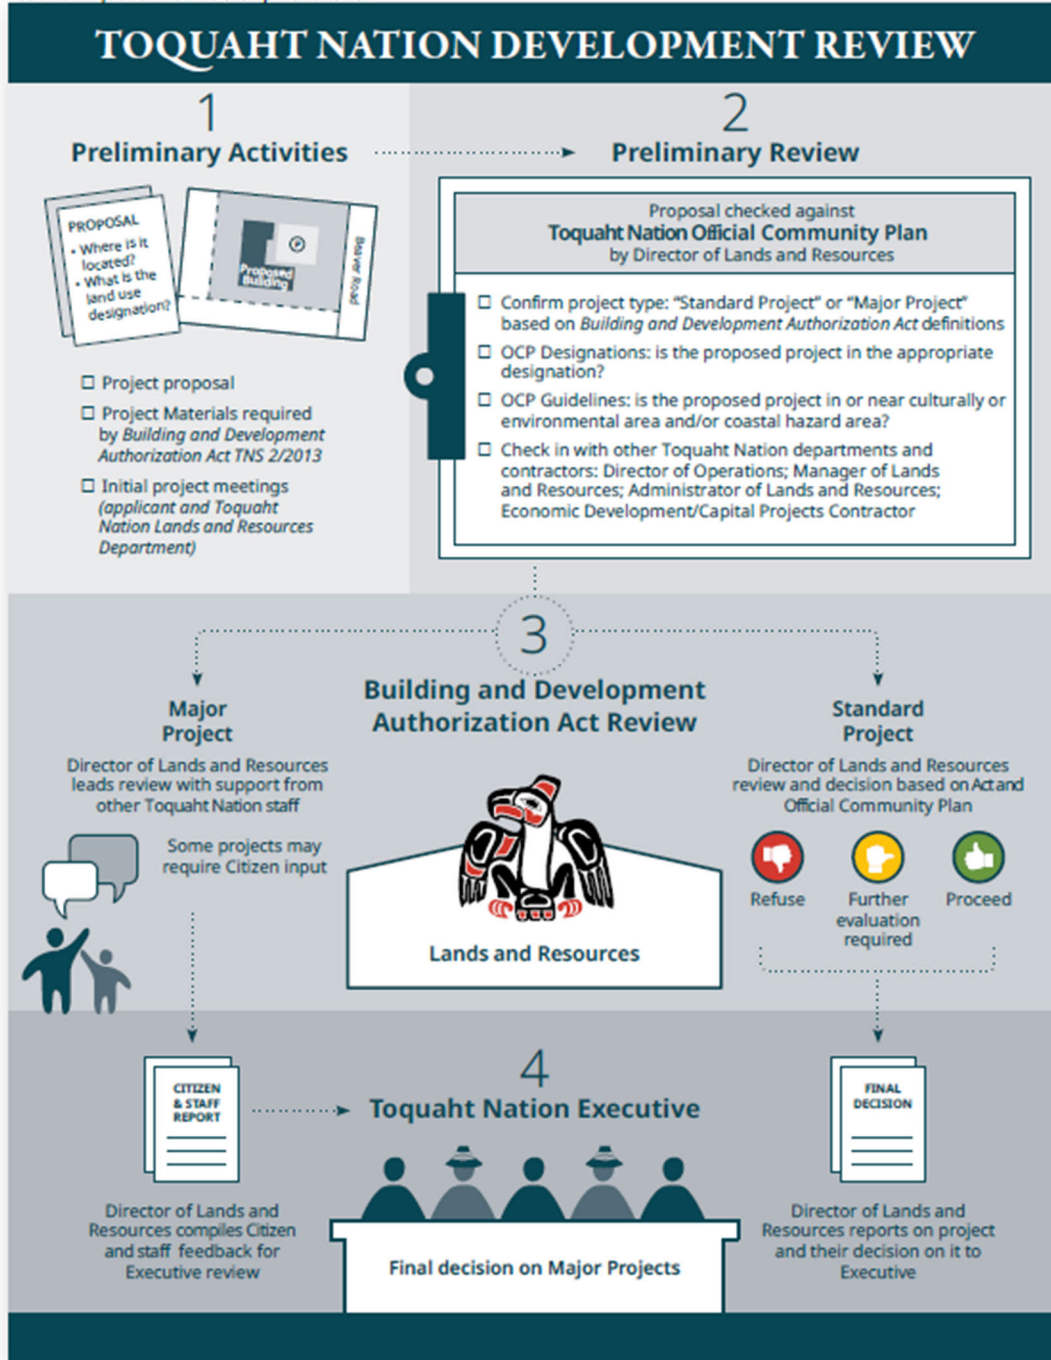 TOQUAHT NATION DEVELOPMENT REVIEW
1
Preliminary Activities
PROPOSAL
• Where is it
located?
• What is the
land use
designation?
Proposed
Building
P
Beaver Road
☐ Project proposal
☐ Project Materials required
by Building and Development
Authorization Act TNS 2/2013
☐ Initial project meetings
(applicant and Toquaht
Nation Lands and Resources
Department)
2
Preliminary Review
Proposal checked against
Toquaht Nation Official Community Plan
by Director of Lands and Resources
☐ Confirm project type: “Standard Project” or “Major Project”
based on Building and Development Authorization Act definitions
☐ OCP Designations: is the proposed project in the appropriate
designation?
☐ OCP Guidelines: is the proposed project in or near culturally or
environmental area and/or coastal hazard area?
☐ Check in with other Toquaht Nation departments and
contractors: Director of Operations; Manager of Lands
and Resources; Administrator of Lands and Resources;
Economic Development/Capital Projects Contractor
3
Building and Development
Authorization Act Review
Major
Project
Director of Lands and Resources
leads review with support from
other Toquaht Nation staff
Some projects may
require Citizen input
Lands and Resources
Standard
Project
Director of Lands and Resources
review and decision based on Act and
Official Community Plan
Refuse
Further
evaluation
required
Proceed
4
Toquaht Nation Executive
CITIZEN
& STAFF
REPORT
Director of Lands and
Resources compiles Citizen
and staff feedback for
Executive review
Final decision on Major Projects
FINAL
DECISION
Director of Lands and
Resources reports on project
and their decision on it to
Executive